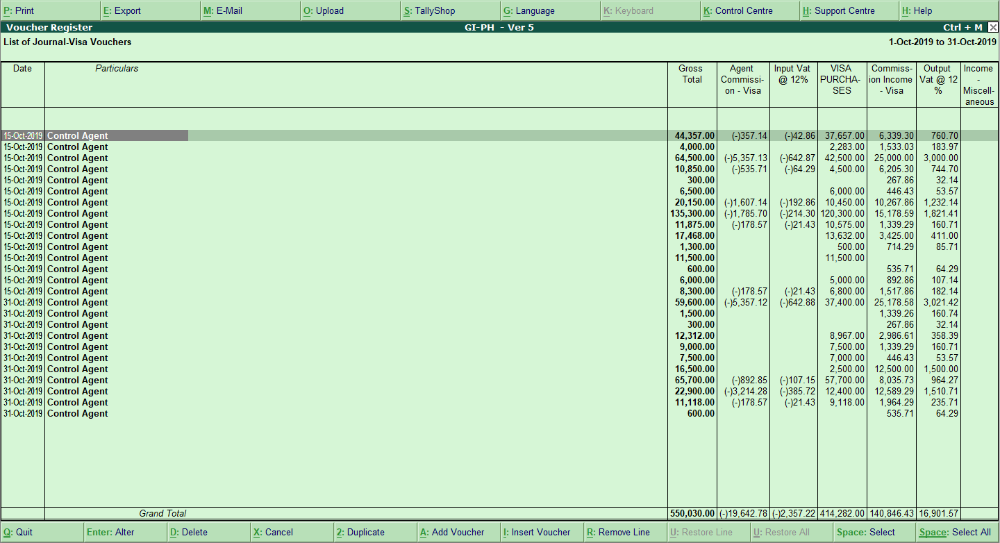 P: Print E: Export M: E-Mail O: Upload S: TallyShop G: Language K: Keyboard K: Control Centre H: Support Centre H: Help
Voucher Register GI-PH - Ver 5 Ctrl + M
List of Journal-Visa Vouchers 1-Oct-2019 to 31-Oct-2019
Date Particulars Gross Agent Input Vat VISA Commiss- Output Income
Total Commissi- @ 12% PURCHA- ion Income Vat @ 12 -
on - Visa SES - Visa % Miscell-
aneous
15-Oct-2019 Control Agent 44,357.00 (-)357.14 (-)42.86 37,657.00 6,339.30 760.70
15-Oct-2019 Control Agent 4,000.00 2,283.00 1,533.03 183.97
15-Oct-2019 Control Agent 64,500.00 (-)5,357.13 (-)642.87 42,500.00 25,000.00 3,000.00
15-Oct-2019 Control Agent 10,850.00 (-)535.71 (-)64.29 4,500.00 6,205.30 744.70
15-Oct-2019 Control Agent 300.00 267.86 32.14
15-Oct-2019 Control Agent 6,500.00 6,000.00 446.43 53.57
15-Oct-2019 Control Agent 20,150.00 (-)1,607.14 (-)192.86 10,450.00 10,267.86 1,232.14
15-Oct-2019 Control Agent 135,300.00 (-)1,785.70 (-)214.30 120,300.00 15,178.59 1,821.41
15-Oct-2019 Control Agent 11,875.00 (-)178.57 (-)21.43 10,575.00 1,339.29 160.71
15-Oct-2019 Control Agent 17,468.00 13,632.00 3,425.00 411.00
15-Oct-2019 Control Agent 1,300.00 500.00 714.29 85.71
15-Oct-2019 Control Agent 11,500.00 11,500.00
15-Oct-2019 Control Agent 600.00 535.71 64.29
15-Oct-2019 Control Agent 6,000.00 5,000.00 892.86 107.14
15-Oct-2019 Control Agent 8,300.00 (-)178.57 (-)21.43 6,800.00 1,517.86 182.14
31-Oct-2019 Control Agent 59,600.00 (-)5,357.12 (-)642.88 37,400.00 25,178.58 3,021.42
31-Oct-2019 Control Agent 1,500.00 1,339.26 160.74
31-Oct-2019 Control Agent 300.00 267.86 32.14
31-Oct-2019 Control Agent 12,312.00 8,967.00 2,986.61 358.39
31-Oct-2019 Control Agent 9,000.00 7,500.00 1,339.29 160.71
31-Oct-2019 Control Agent 7,500.00 7,000.00 446.43 53.57
31-Oct-2019 Control Agent 16,500.00 2,500.00 12,500.00 1,500.00
31-Oct-2019 Control Agent 65,700.00 (-)892.85 (-)107.15 57,700.00 8,035.73 964.27
31-Oct-2019 Control Agent 22,900.00 (-)3,214.28 (-)385.72 12,400.00 12,589.29 1,510.71
31-Oct-2019 Control Agent 11,118.00 (-)178.57 (-)21.43 9,118.00 1,964.29 235.71
31-Oct-2019 Control Agent 600.00 535.71 64.29
Grand Total 550,030.00 (-)19,642.78 (-)2,357.22 414,282.00 140,846.43 16,901.57
Q: Quit Enter: Alter D: Delete X: Cancel 2: Duplicate A: Add Voucher I: Insert Voucher R: Remove Line U: Restore Line U: Restore All Space: Select Space: Select All